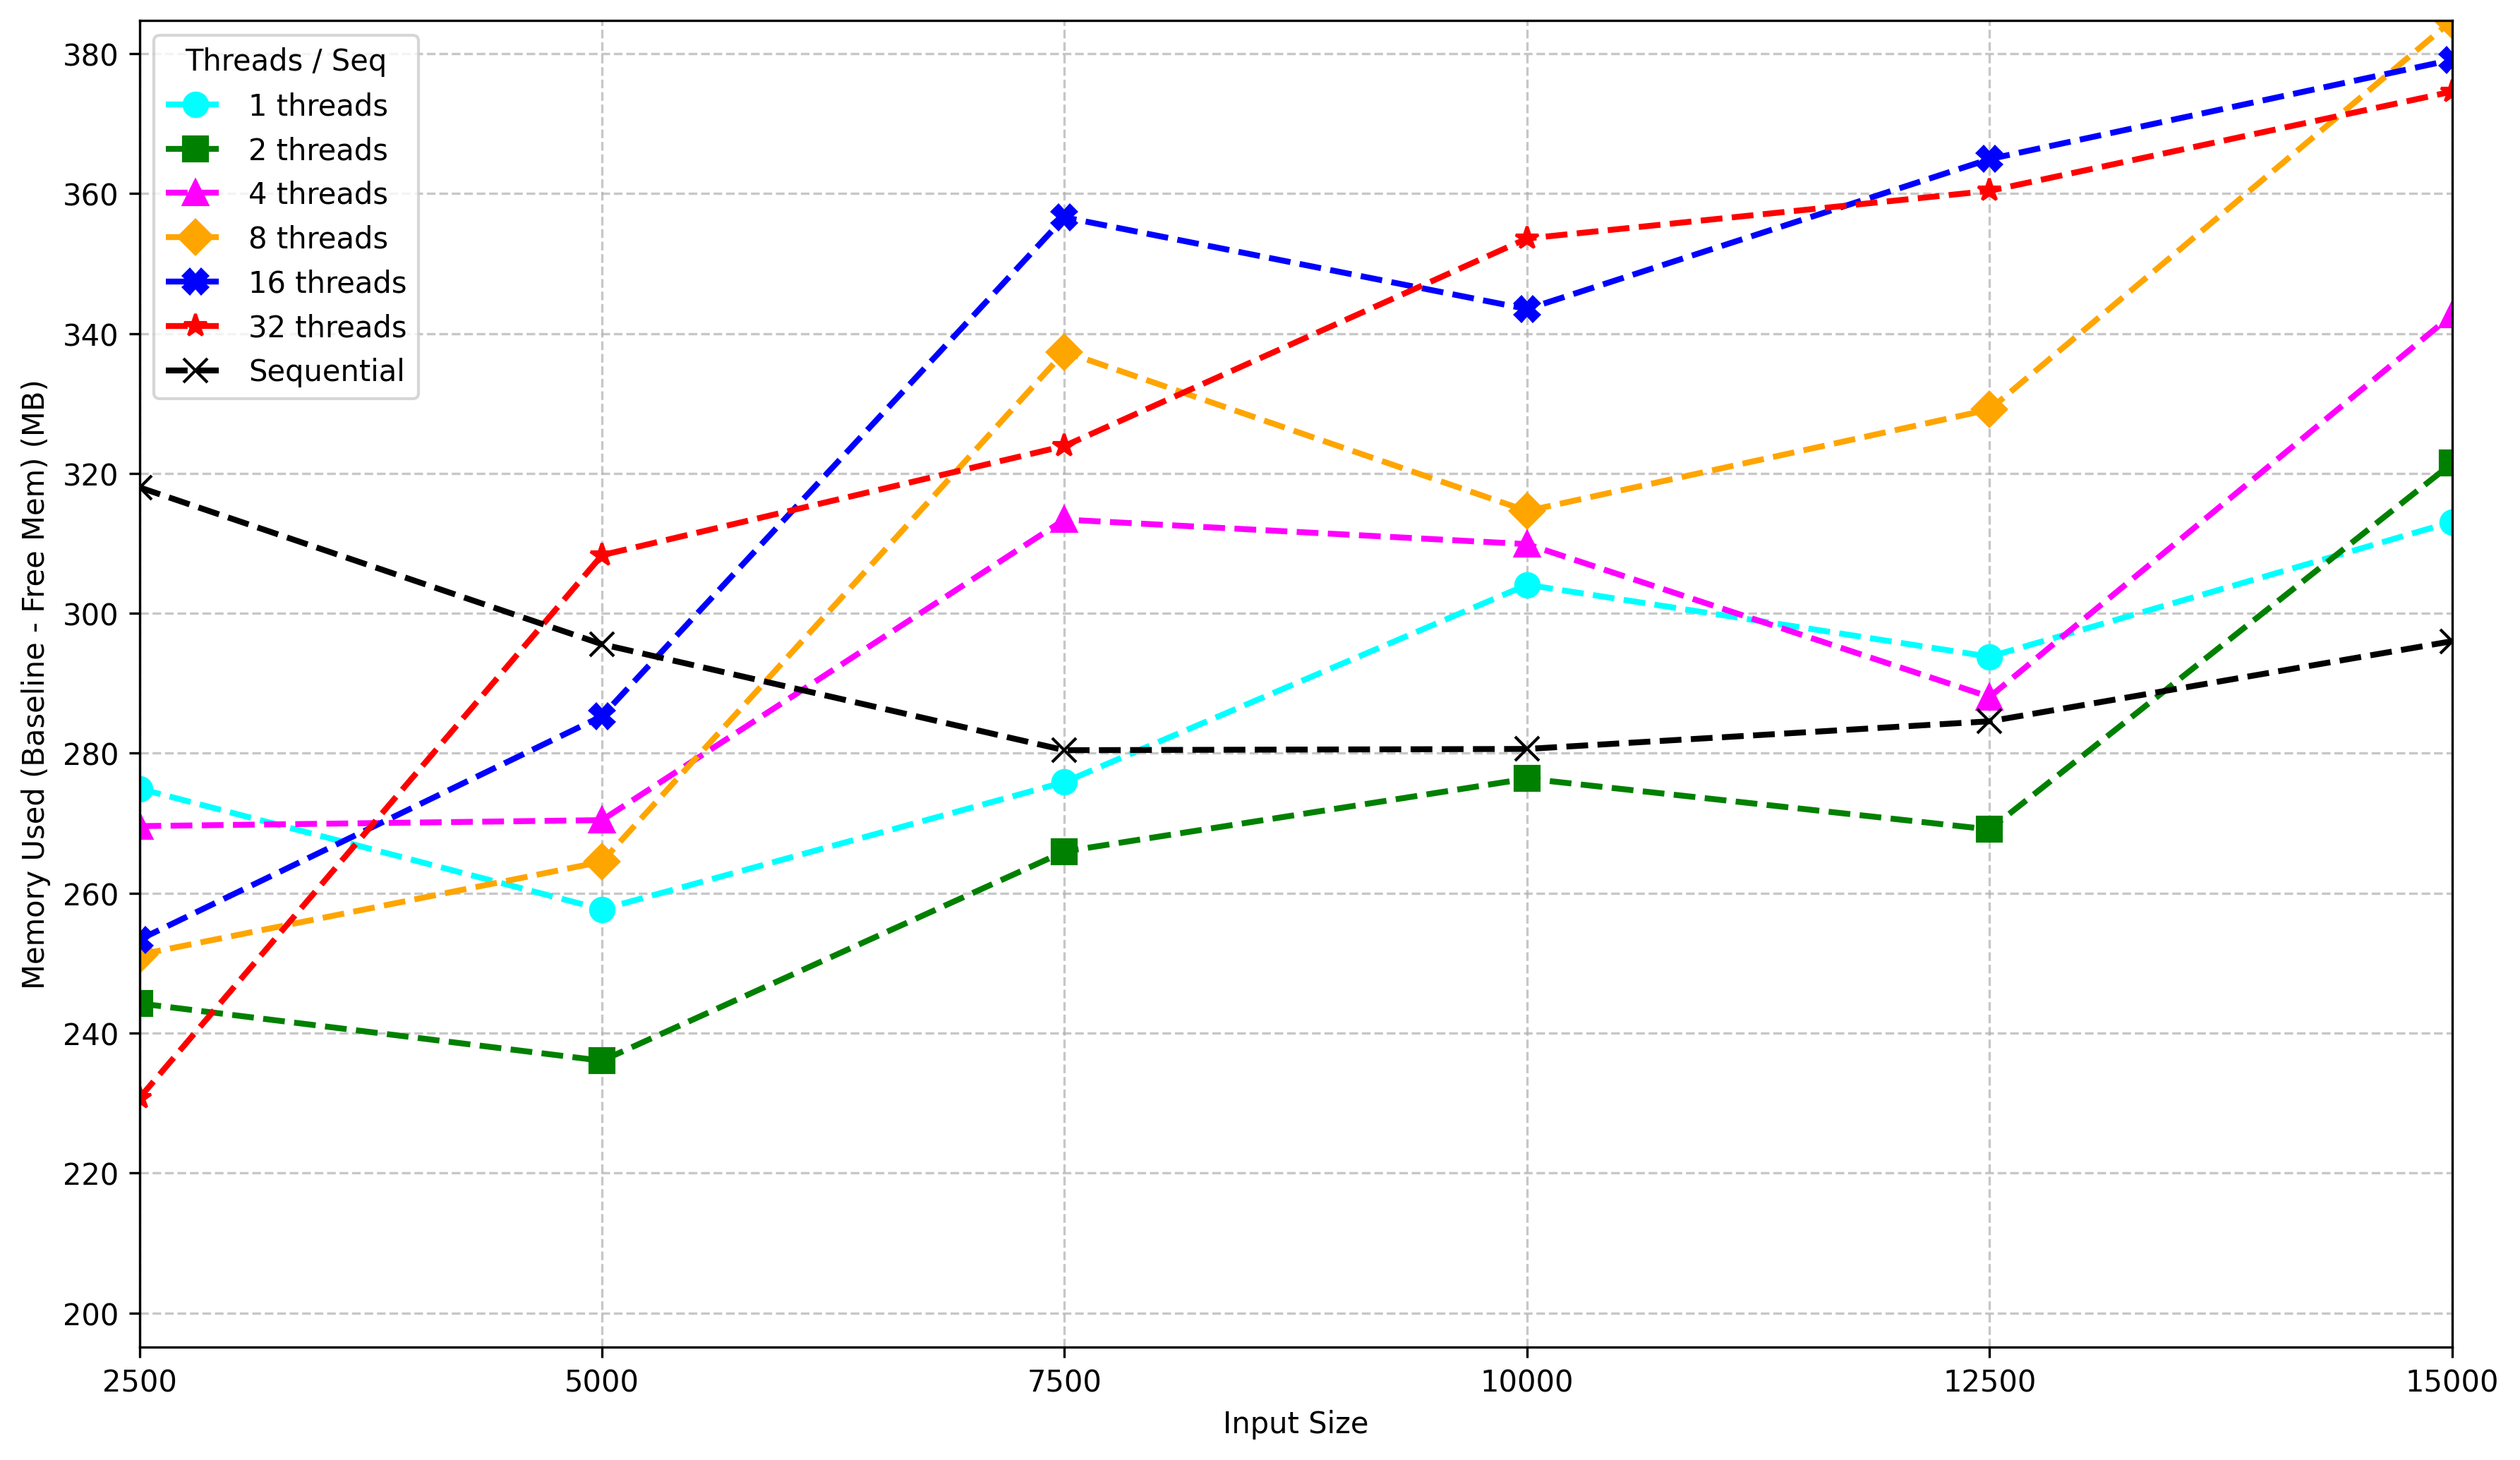 Threads / Seq
1 threads
2 threads
4 threads
8 threads
16 threads
32 threads
Sequential
Memory Used (Baseline - Free Mem) (MB)
380
360
340
320
300
280
260
240
220
200
2500 5000 7500 10000 12500 15000
Input Size